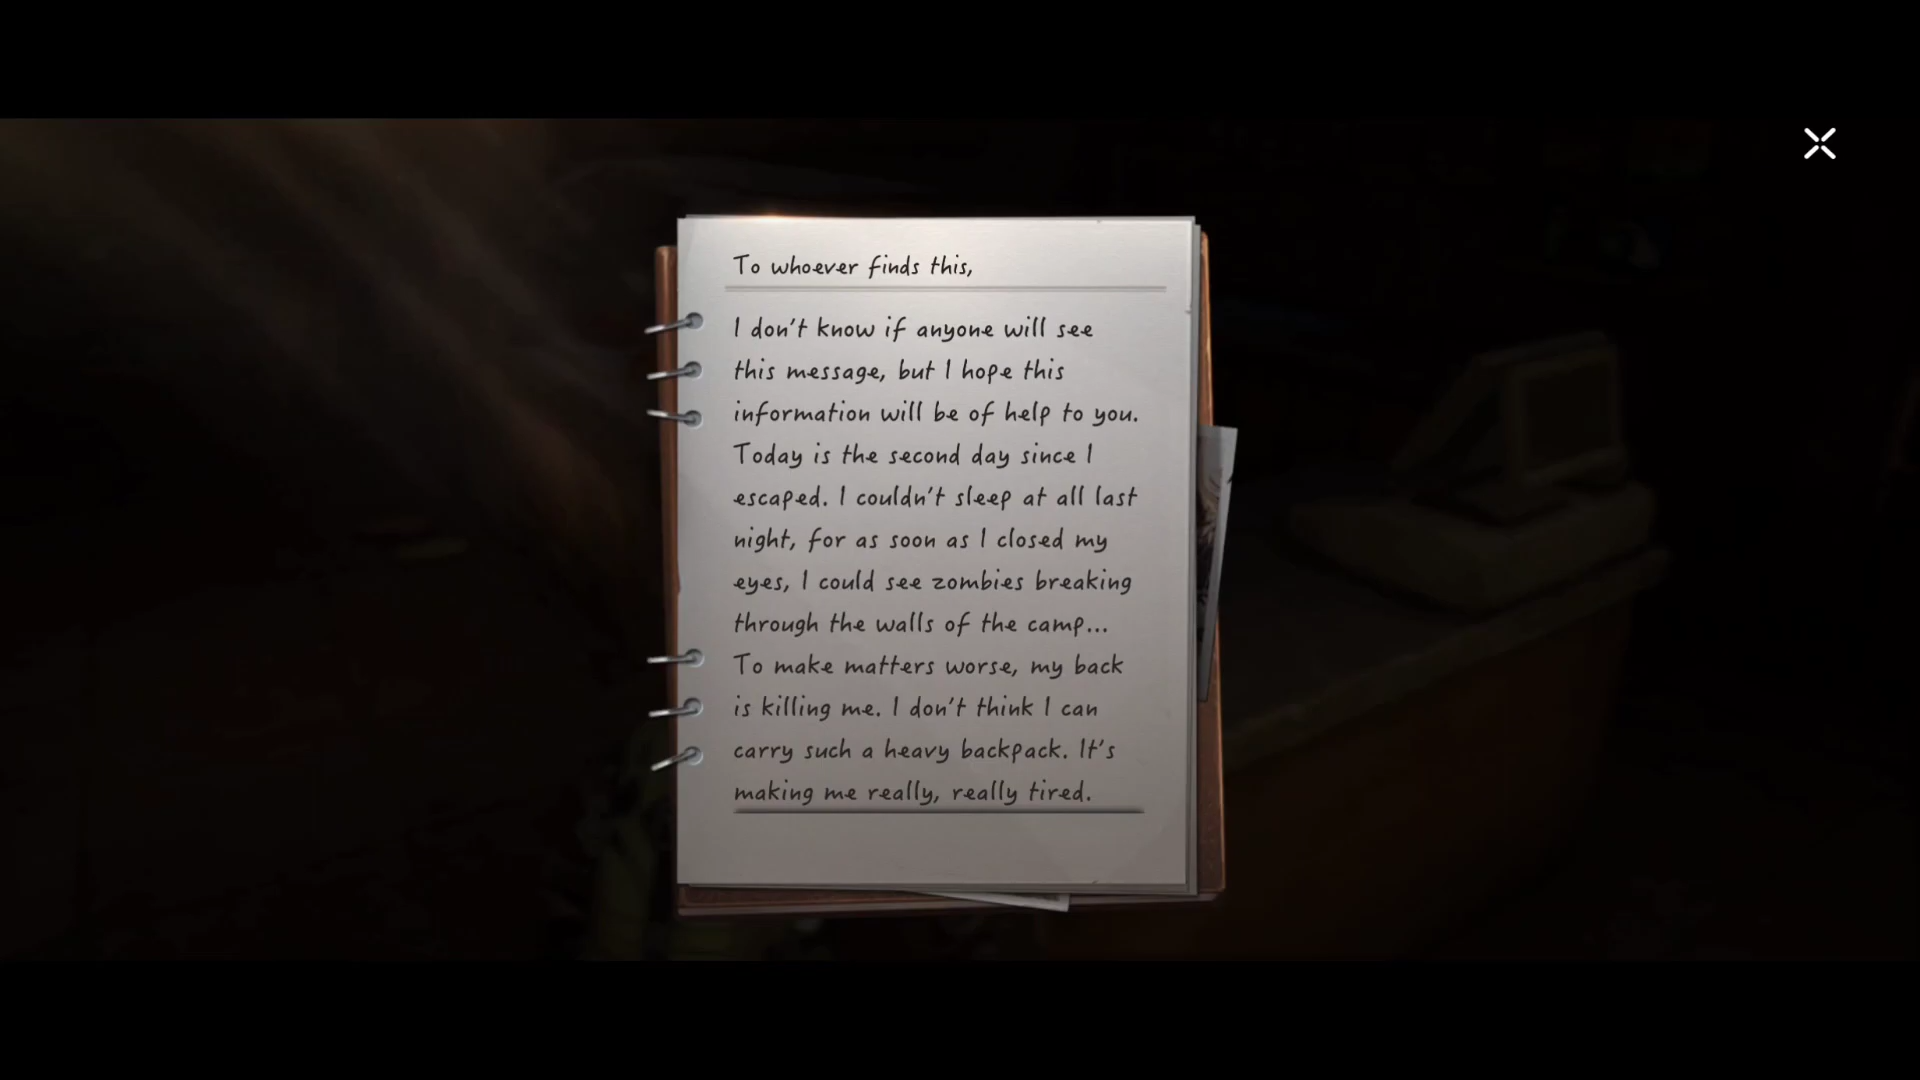 To whoever finds this,
I don't know if anyone will see
this message, but I hope this
information will be of help to you.
Today is the second day since I
escaped. I couldn't sleep at all last
night, for as soon as I closed my
eyes, I could see zombies breaking
through the walls of the camp...
To make matters worse, my back
is killing me. I don't think I can
carry such a heavy backpack. It's
making me really, really tired.